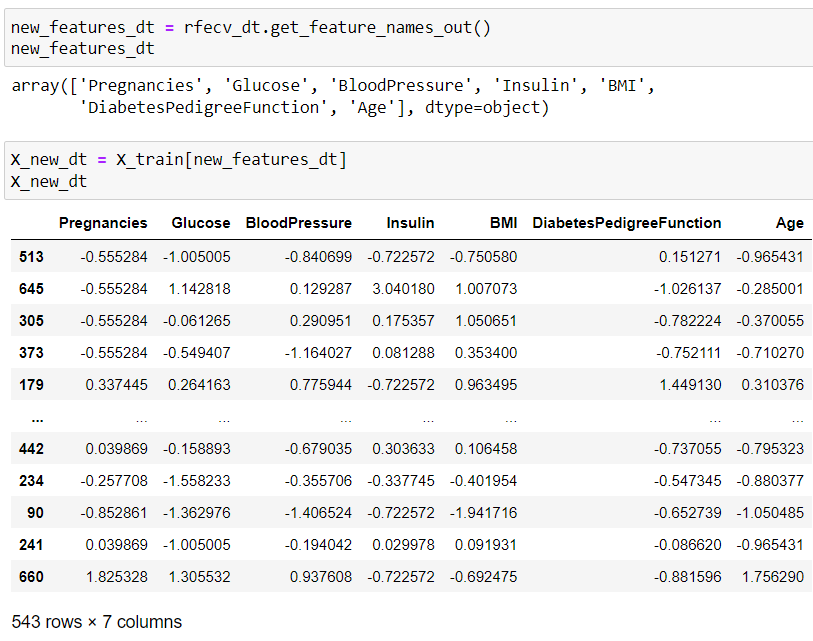 new_features_dt = rfecv_dt.get_feature_names_out()
new_features_dt
array(['Pregnancies', 'Glucose', 'BloodPressure', 'Insulin', 'BMI',
'DiabetesPedigreeFunction', 'Age'], dtype=object)
X_new_dt = X_train[new_features_dt]
X_new_dt
Pregnancies Glucose BloodPressure Insulin BMI DiabetesPedigreeFunction Age
513 -0.555284 -1.005005 -0.840699 -0.722572 -0.750580 0.151271 -0.965431
645 -0.555284 1.142818 0.129287 3.040180 1.007073 -1.026137 -0.285001
305 -0.555284 -0.061265 0.290951 0.175357 1.050651 -0.782224 -0.370055
373 -0.555284 -0.549407 -1.164027 0.081288 0.353400 -0.752111 -0.710270
179 0.337445 0.264163 0.775944 -0.722572 0.963495 1.449130 0.310376
... ... ... ... ... ... ... ...
442 0.039869 -0.158893 -0.679035 0.303633 0.106458 -0.737055 -0.795323
234 -0.257708 -1.558233 -0.355706 -0.337745 -0.401954 -0.547345 -0.880377
90 -0.852861 -1.362976 -1.406524 -0.722572 -1.941716 -0.652739 -1.050485
241 0.039869 -1.005005 -0.194042 0.029978 0.091931 -0.086620 -0.965431
660 1.825328 1.305532 0.937608 -0.722572 -0.692475 -0.881596 1.756290
543 rows × 7 columns